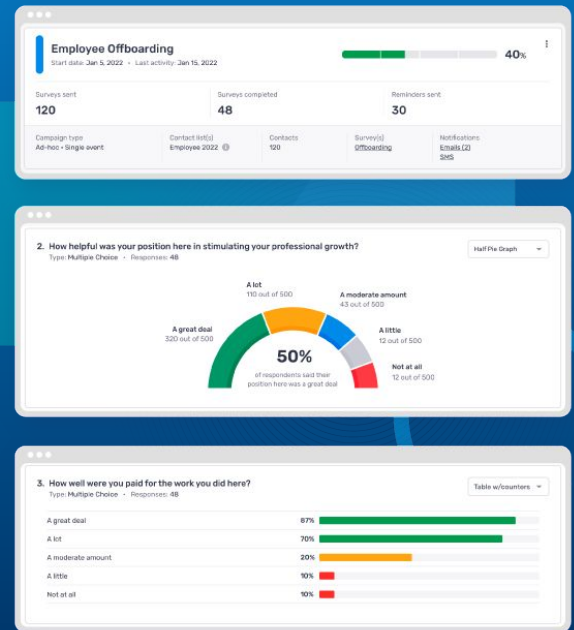 Employee Offboarding
Start date: Jan 5, 2022 • Last activity: Jan 15, 2022
40%
Surveys sent
120
Surveys completed
48
Reminders sent
30
Campaign type
Ad-hoc • Single event
Contact list(s)
Employee 2022
Contacts
120
Survey(s)
Offboarding
Notifications
Emails (2)
SMS
2. How helpful was your position here in stimulating your professional growth?
Type: Multiple Choice • Responses: 48
Half Pie Graph
A lot
110 out of 500
A moderate amount
43 out of 500
A great deal
320 out of 500
A little
12 out of 500
Not at all
12 out of 500
50%
of respondents said their
position here was a great deal
3. How well were you paid for the work you did here?
Type: Multiple Choice • Responses: 48
Table w/counters
A great deal 87%
A lot 70%
A moderate amount 20%
A little 10%
Not at all 10%